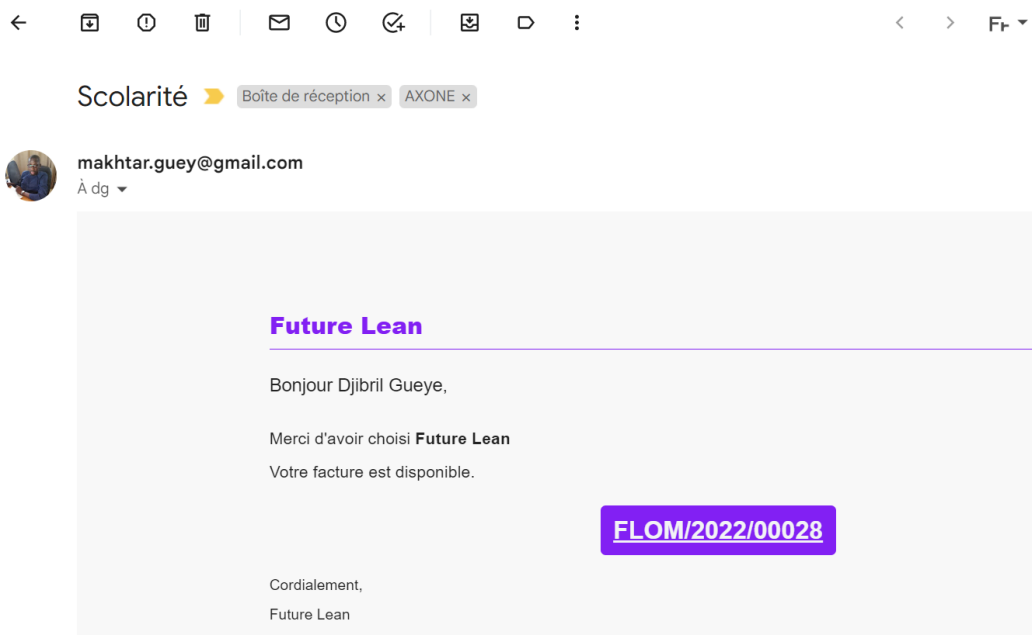 Fr
Scolarité
Boîte de réception ×
AXONE ×
makhtar.guey@gmail.com
À dg
Future Lean
Bonjour Djibril Gueye,
Merci d'avoir choisi Future Lean
Votre facture est disponible.
FLOM/2022/00028
Cordialement,
Future Lean